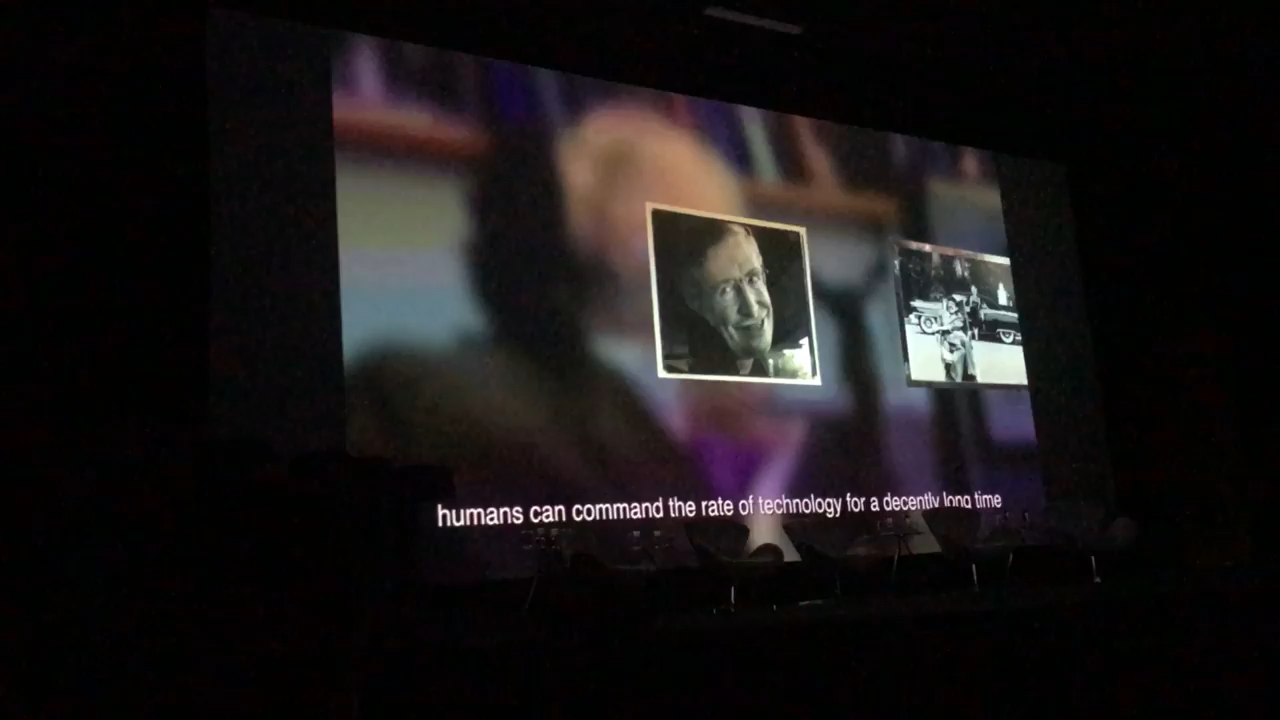 humans can command the rate of technology for a decently long time